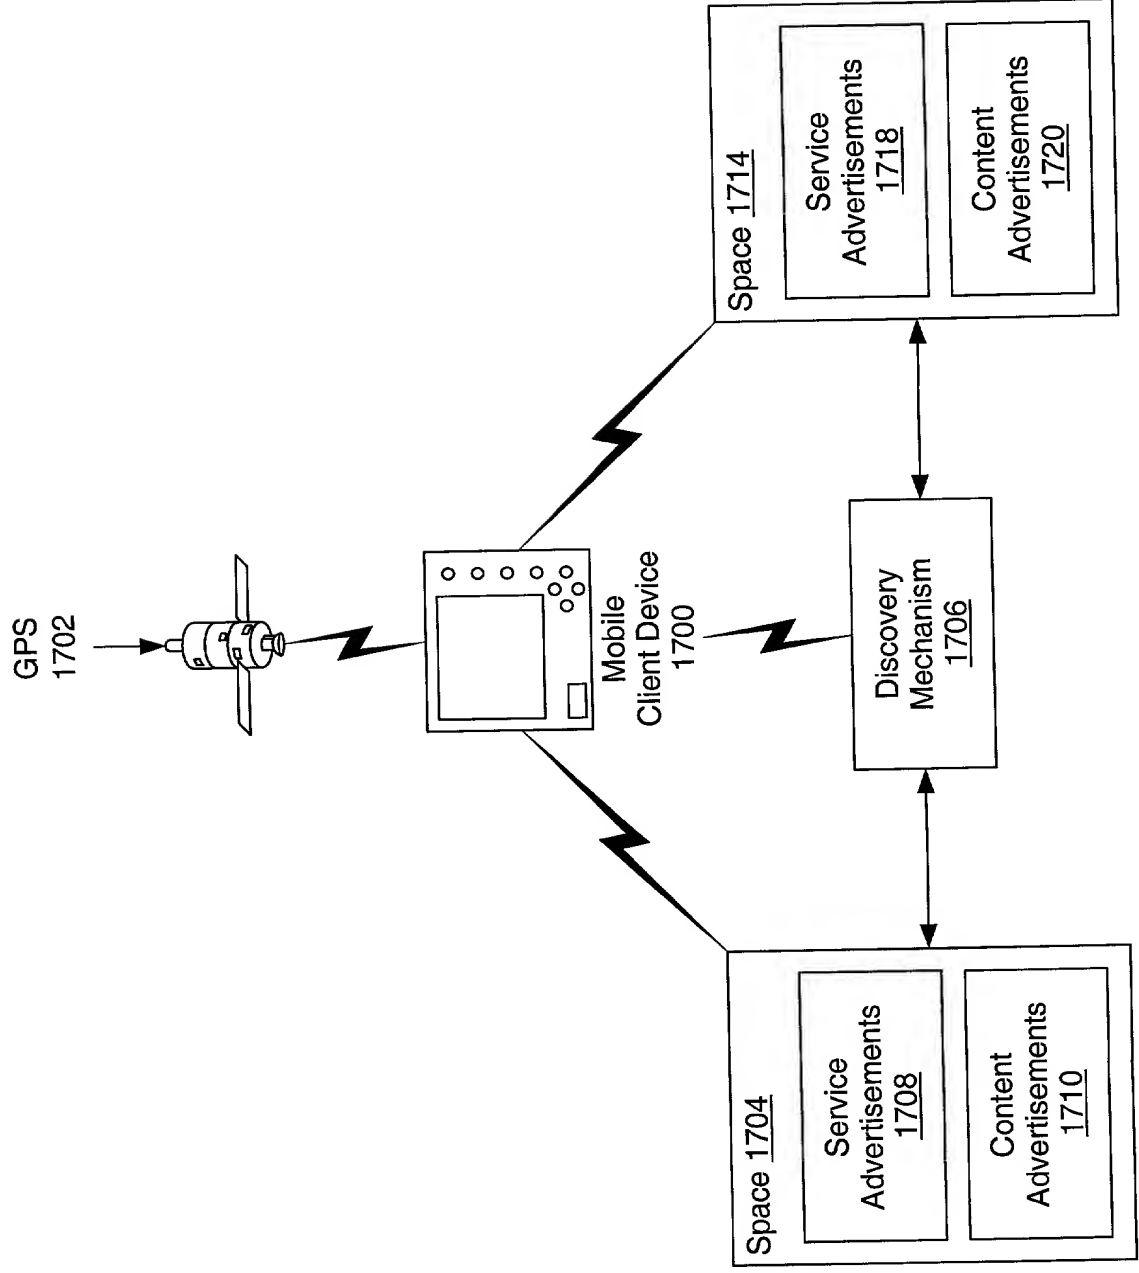 GPS
1702
Mobile
Client Device
1700
Space 1704
Service
Advertisements
1708
Content
Advertisements
1710
Discovery
Mechanism
1706
Space 1714
Service
Advertisements
1718
Content
Advertisements
1720